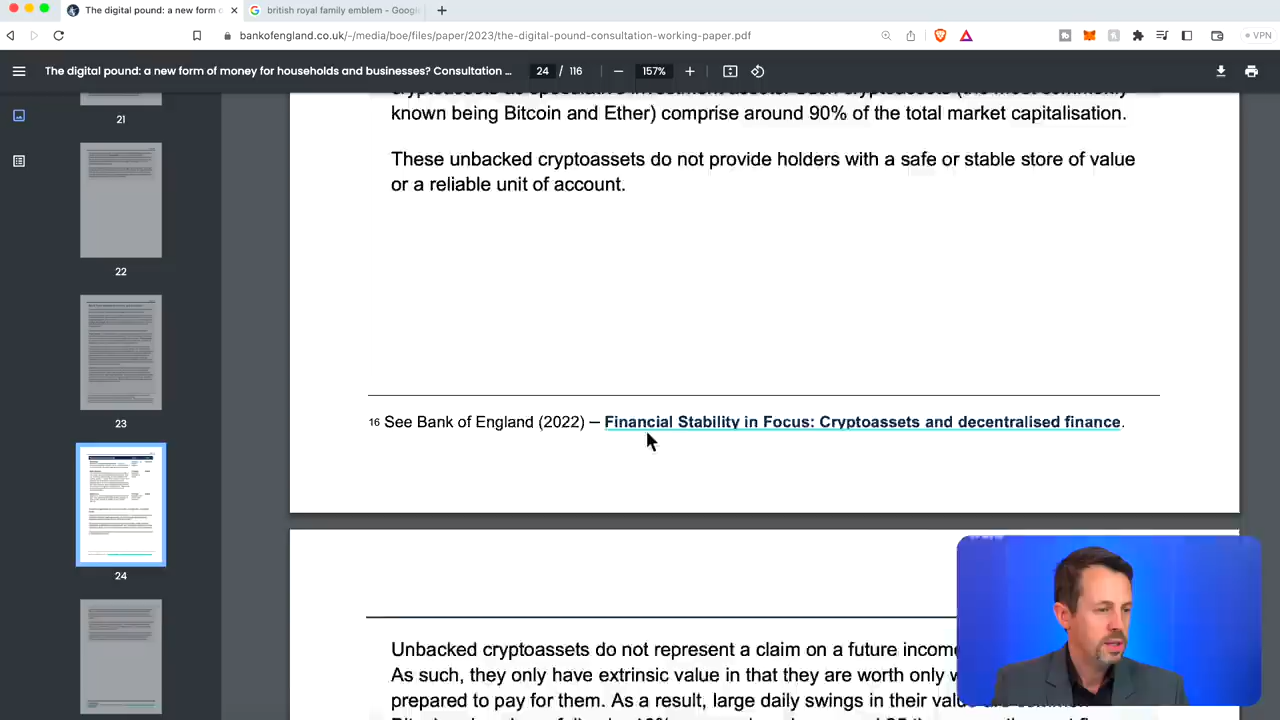 The digital pound: a new form o
british royal family emblem - Google
bankofengland.co.uk/-/media/boe/files/paper/2023/the-digital-pound-consultation-working-paper.pdf
VPN
The digital pound: a new form of money for households and businesses? Consultation ...
24 / 116
157%
21
22
23
24
known being Bitcoin and Ether) comprise around 90% of the total market capitalisation.
These unbacked cryptoassets do not provide holders with a safe or stable store of value
or a reliable unit of account.
16 See Bank of England (2022) – Financial Stability in Focus: Cryptoassets and decentralised finance.
Unbacked cryptoassets do not represent a claim on a future income
As such, they only have extrinsic value in that they are worth only
prepared to pay for them. As a result, large daily swings in their